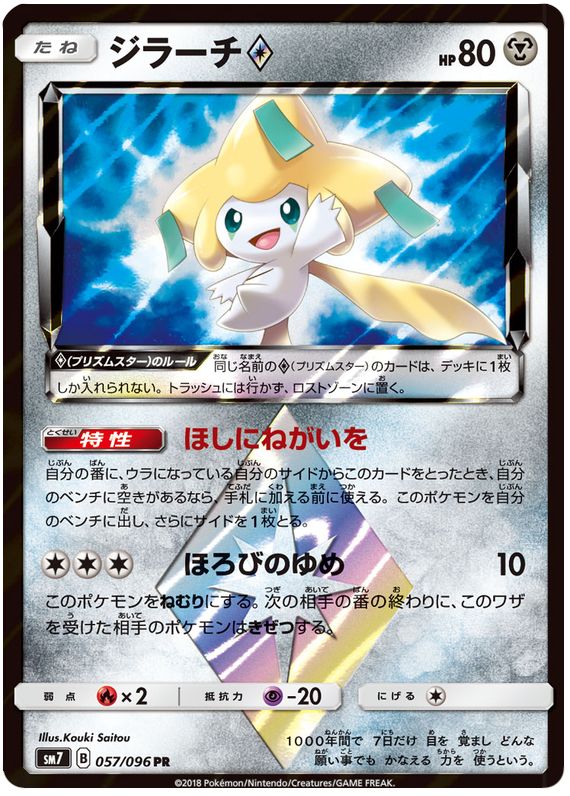 たね ジラーチ◇ HP80
◇(プリズムスター)のルール 同じ名前の◇(プリズムスター)のカードは、デッキに1枚
しか入れられない。トラッシュには行かず、ロストゾーンに置く。
特性 ほしにねがいを
自分の番に、ウラになっている自分のサイドからこのカードをとったとき、自分
のベンチに空きがあるなら、手札に加える前に使える。このポケモンを自分
のベンチに出し、さらにサイドを1枚とる。
ほろびのゆめ 10
このポケモンをねむりにする。次の相手の番の終わりに、このワザ
を受けた相手のポケモンはきぜつする。
弱点 ×2 抵抗力 -20 にげる
Illus.Kouki Saitou
SM7 B 057/096 PR
1000年間で 7日だけ 目を 覚まし どんな
願い事でも かなえる 力を 使うという。
©2018 Pokémon/Nintendo/Creatures/GAME FREAK.